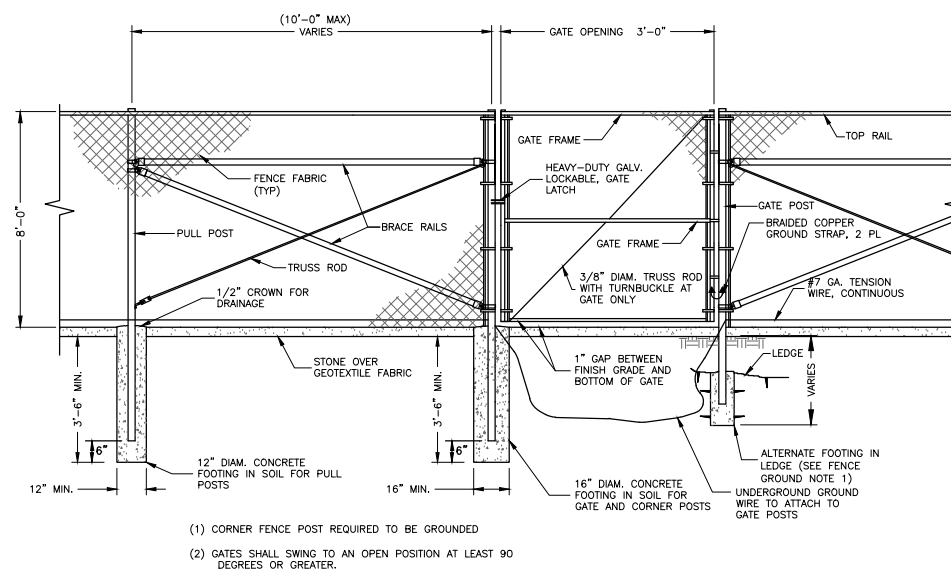 (10'-0" MAX)
VARIES
GATE OPENING 3'-0"
GATE FRAME
TOP RAIL
FENCE FABRIC
(TYP)
HEAVY-DUTY GALV.
LOCKABLE, GATE
LATCH
8'-0"
PULL POST
BRACE RAILS
GATE POST
BRAIDED COPPER
GROUND STRAP, 2 PL
GATE FRAME
TRUSS ROD
3/8" DIAM. TRUSS ROD
WITH TURNBUCKLE AT
GATE ONLY
1/2" CROWN FOR
DRAINAGE
#7 GA. TENSION
WIRE, CONTINUOUS
STONE OVER
GEOTEXTILE FABRIC
1" GAP BETWEEN
FINISH GRADE AND
BOTTOM OF GATE
LEDGE
3'-6" MIN.
3'-6" MIN.
VARIES
6"
6"
12" DIAM. CONCRETE
FOOTING IN SOIL FOR PULL
POSTS
ALTERNATE FOOTING IN
LEDGE (SEE FENCE
GROUND NOTE 1)
12" MIN.
16" MIN.
16" DIAM. CONCRETE
FOOTING IN SOIL FOR
GATE AND CORNER POSTS
UNDERGROUND GROUND
WIRE TO ATTACH TO
GATE POSTS
(1) CORNER FENCE POST REQUIRED TO BE GROUNDED
(2) GATES SHALL SWING TO AN OPEN POSITION AT LEAST 90
DEGREES OR GREATER.